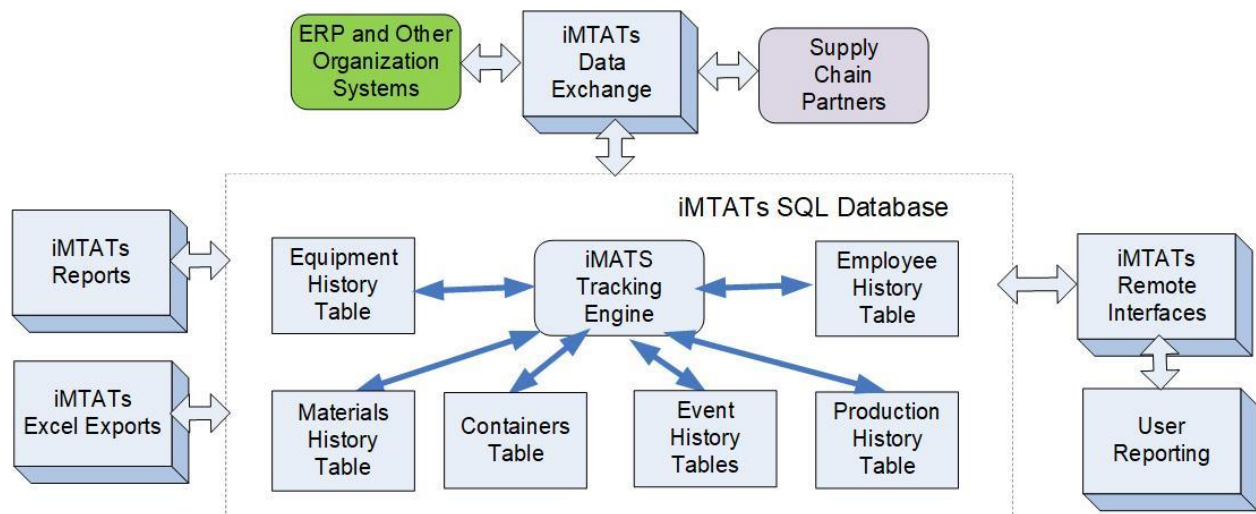 ERP and Other
Organization
Systems
iMTATs
Data
Exchange
Supply
Chain
Partners
iMTATs SQL Database
iMTATs
Reports
Equipment
History
Table
iMATS
Tracking
Engine
Employee
History
Table
iMTATs
Remote
Interfaces
iMTATs
Excel Exports
Materials
History
Table
Containers
Table
Event
History
Tables
Production
History
Table
User
Reporting